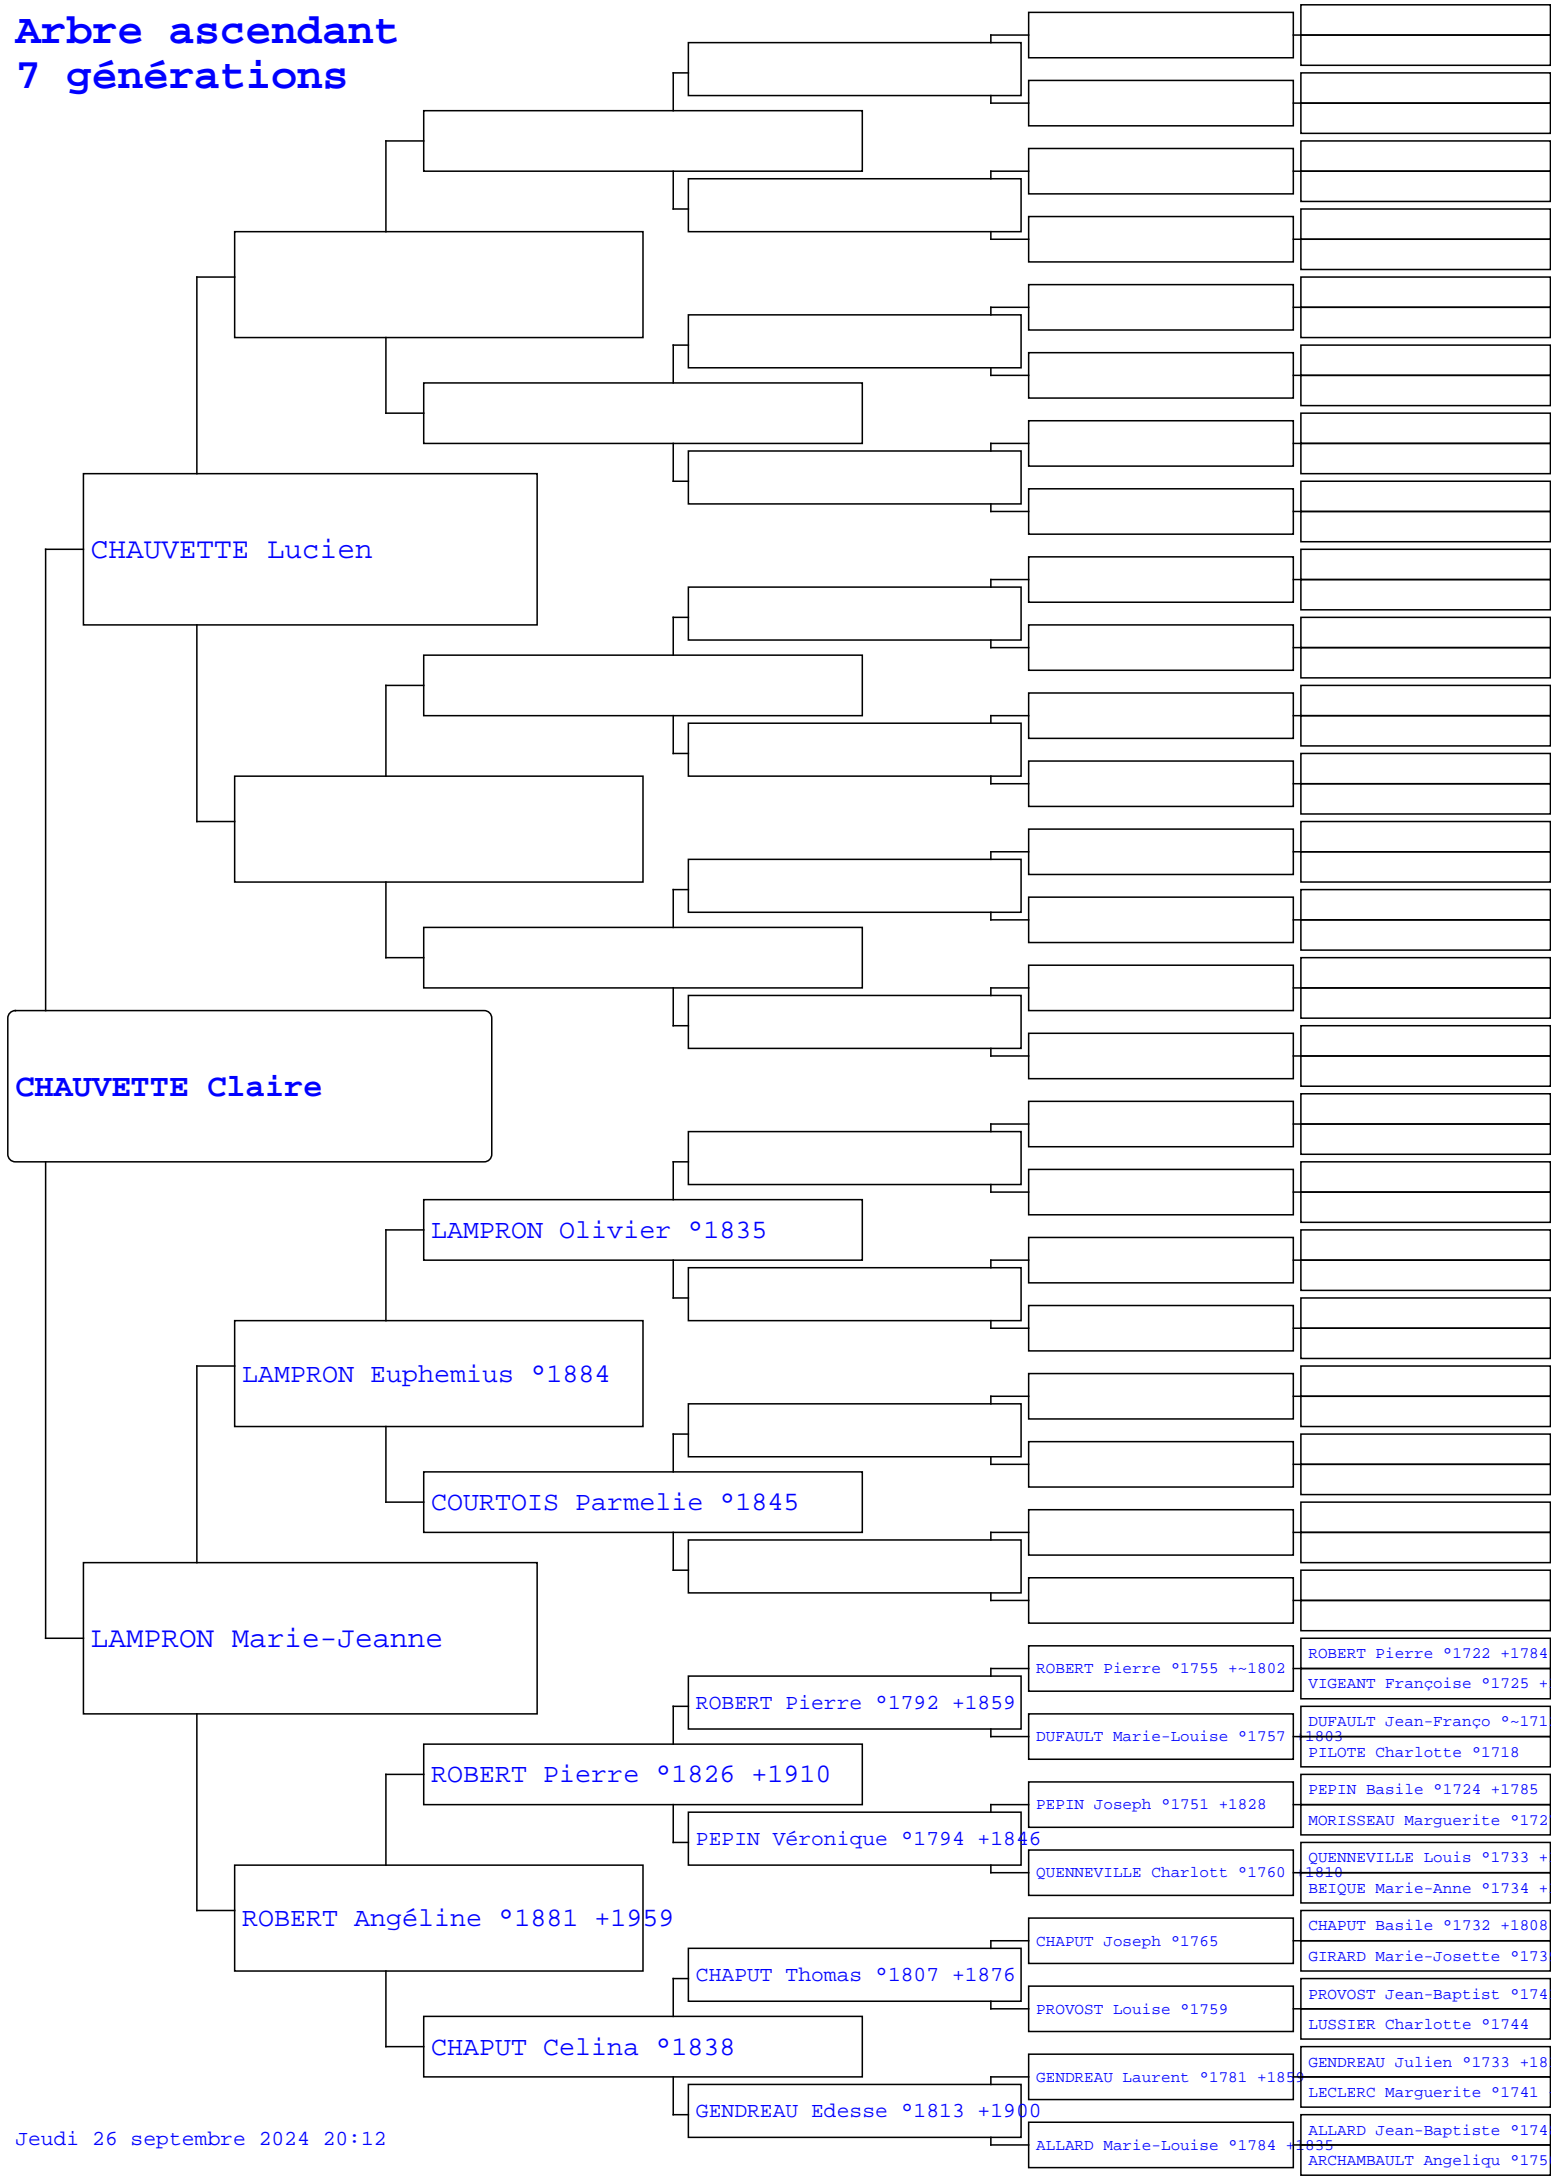 Arbre ascendant
7 générations
CHAUVETTE Lucien
CHAUVETTE Claire
LAMPRON Olivier °1835
LAMPRON Euphemius °1884
COURTOIS Parmelie °1845
LAMPRON Marie-Jeanne
ROBERT Pierre °1722 +1784
ROBERT Pierre °1755 +~1802
VIGEANT Françoise °1725 +
ROBERT Pierre °1792 +1859
DUFAULT Jean-Franço °~171
DUFAULT Marie-Louise °1757 +1803
PILOTE Charlotte °1718
ROBERT Pierre °1826 +1910
PEPIN Basile °1724 +1785
PEPIN Joseph °1751 +1828
MORISSEAU Marguerite °172
PEPIN Véronique °1794 +1846
QUENNEVILLE Louis °1733 +
QUENNEVILLE Charlott °1760 +1810
BEIQUE Marie-Anne °1734 +
ROBERT Angéline °1881 +1959
CHAPUT Basile °1732 +1808
CHAPUT Joseph °1765
GIRARD Marie-Josette °173
CHAPUT Thomas °1807 +1876
PROVOST Jean-Baptist °174
PROVOST Louise °1759
LUSSIER Charlotte °1744
CHAPUT Celina °1838
GENDREAU Julien °1733 +18
GENDREAU Laurent °1781 +1859
LECLERC Marguerite °1741
GENDREAU Edesse °1813 +1900
ALLARD Jean-Baptiste °174
ALLARD Marie-Louise °1784 +1835
ARCHAMBAULT Angeliqu °175
Jeudi 26 septembre 2024 20:12